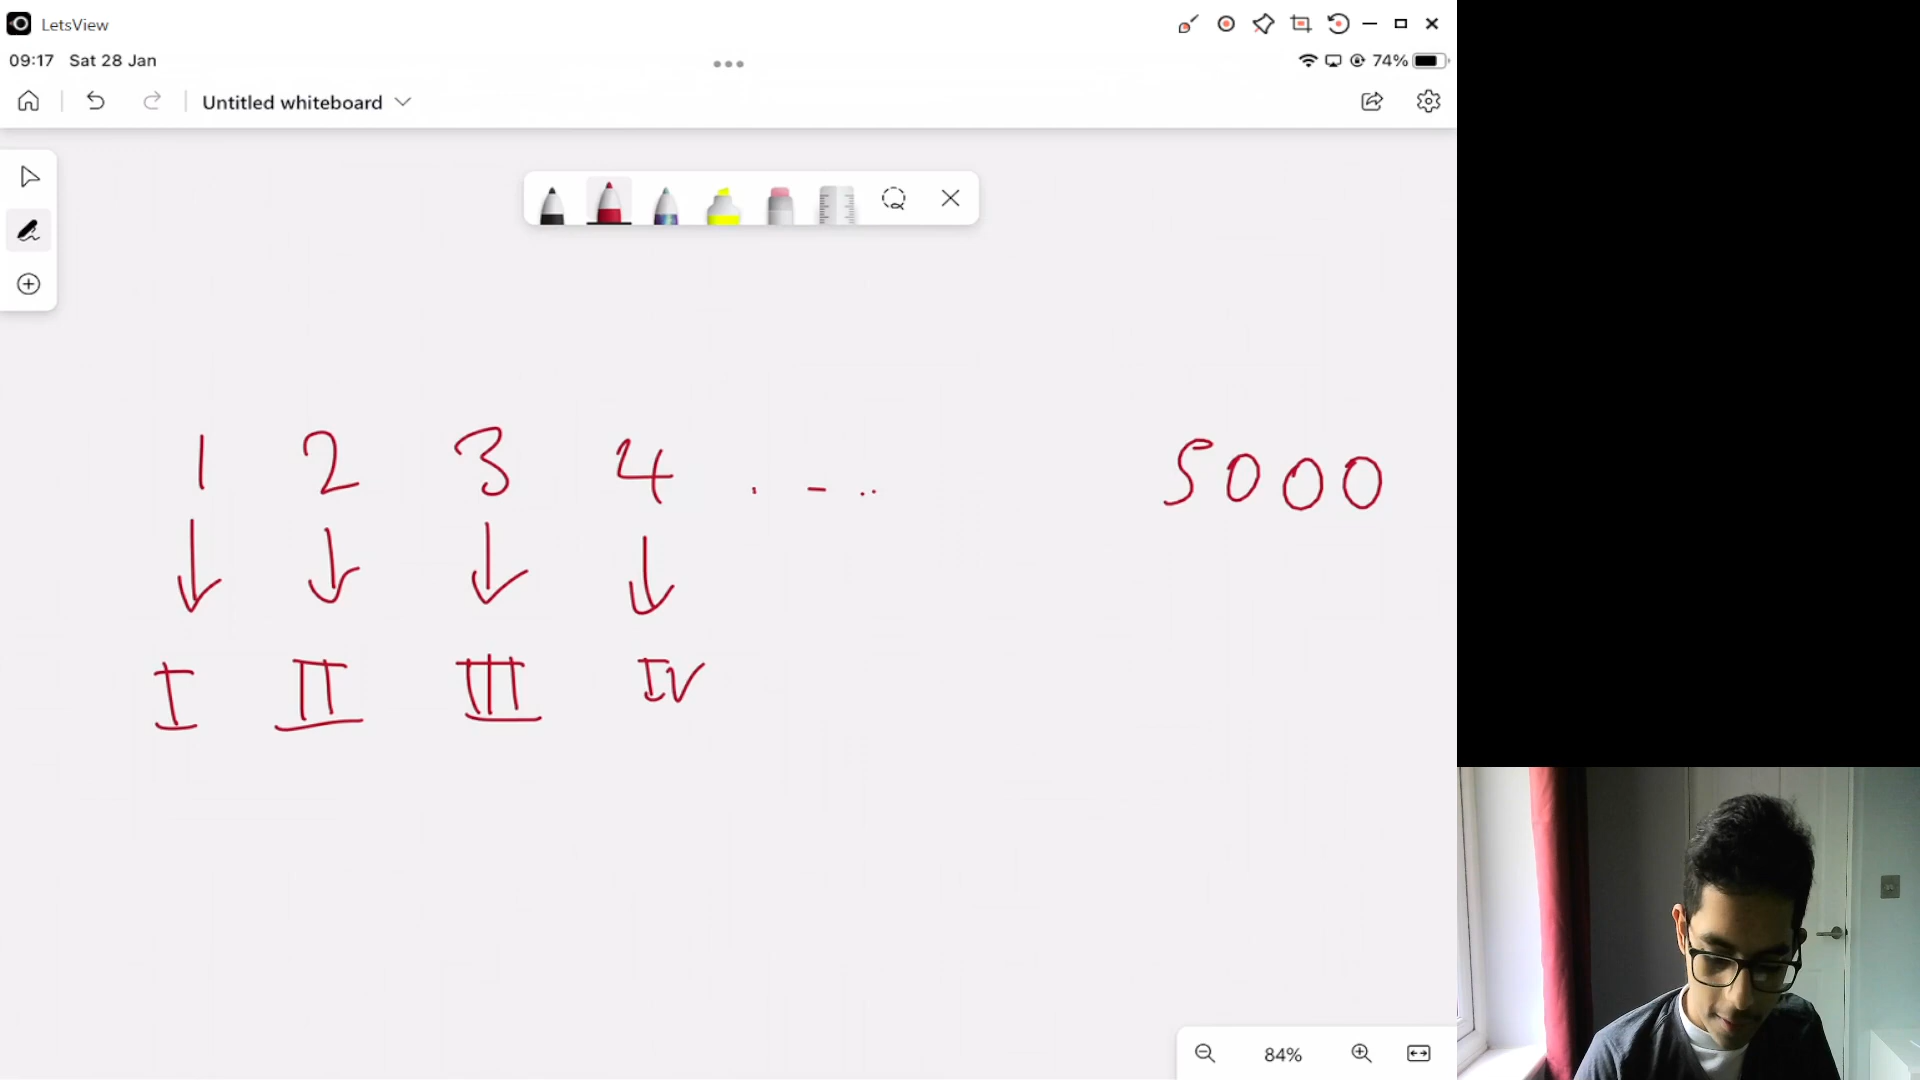 LetsView
09:17 Sat 28 Jan
74%
Untitled whiteboard
1 2 3 4 . - .. 5000
I II III IV
84%